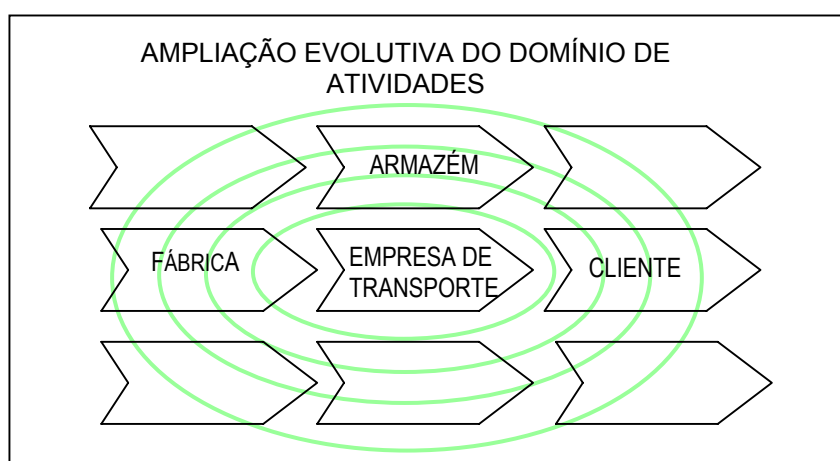 AMPLIAÇÃO EVOLUTIVA DO DOMÍNIO DE
ATIVIDADES
ARMAZÉM
FÁBRICA
EMPRESA DE
TRANSPORTE
CLIENTE